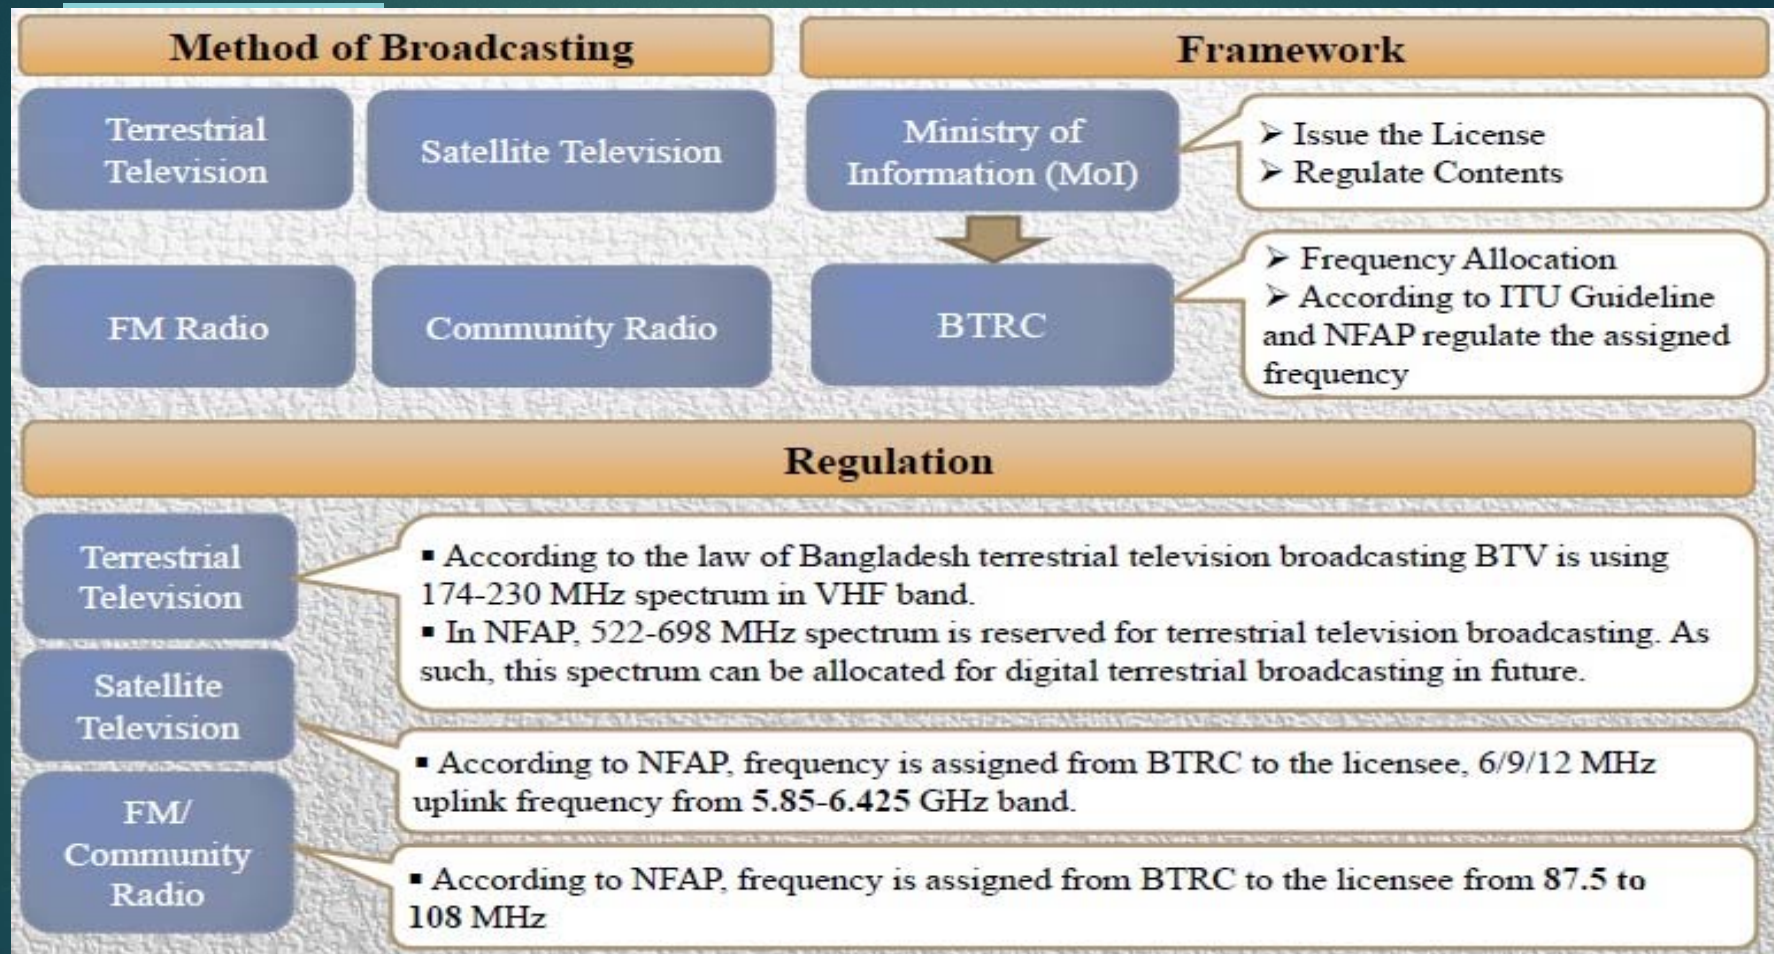 Method of Broadcasting
Terrestrial
Television
Satellite Television
FM Radio
Community Radio
Framework
Ministry of
Information (MoI)
➢ Issue the License
➢ Regulate Contents
BTRC
➢ Frequency Allocation
➢ According to ITU Guideline
and NFAP regulate the assigned
frequency
Regulation
Terrestrial
Television
▪ According to the law of Bangladesh terrestrial television broadcasting BTV is using
174-230 MHz spectrum in VHF band.
▪ In NFAP, 522-698 MHz spectrum is reserved for terrestrial television broadcasting. As
such, this spectrum can be allocated for digital terrestrial broadcasting in future.
Satellite
Television
▪ According to NFAP, frequency is assigned from BTRC to the licensee, 6/9/12 MHz
uplink frequency from 5.85-6.425 GHz band.
FM/
Community
Radio
▪ According to NFAP, frequency is assigned from BTRC to the licensee from 87.5 to
108 MHz